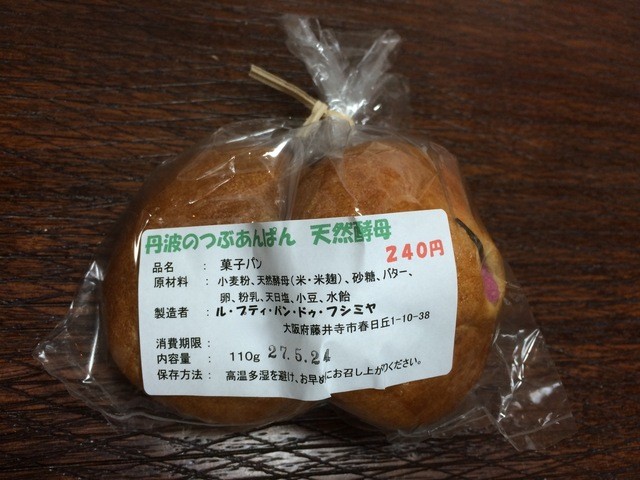 丹波のつぶあんぱん 天然酵母
240円
品名 : 菓子パン
原材料 : 小麦粉、天然酵母(米・米麹)、砂糖、バター、
卵、粉乳、天日塩、小豆、水飴
製造者 : ル・プティ・パン・ドゥ・フシミヤ
大阪府藤井寺市春日丘1-10-38
消費期限 :
27.5.24
内容量 : 110g
保存方法 : 高温多湿を避け、お早めにお召し上がりください。